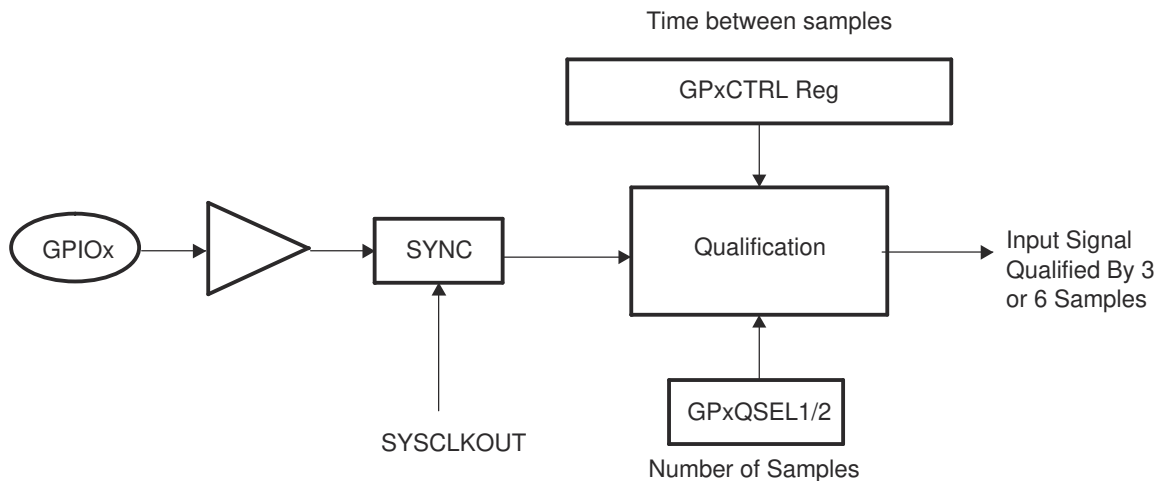 Time between samples
GPxCTRL Reg
GPIOx
SYNC
Qualification
Input Signal
Qualified By 3
or 6 Samples
GPxQSEL1/2
SYSCLKOUT
Number of Samples